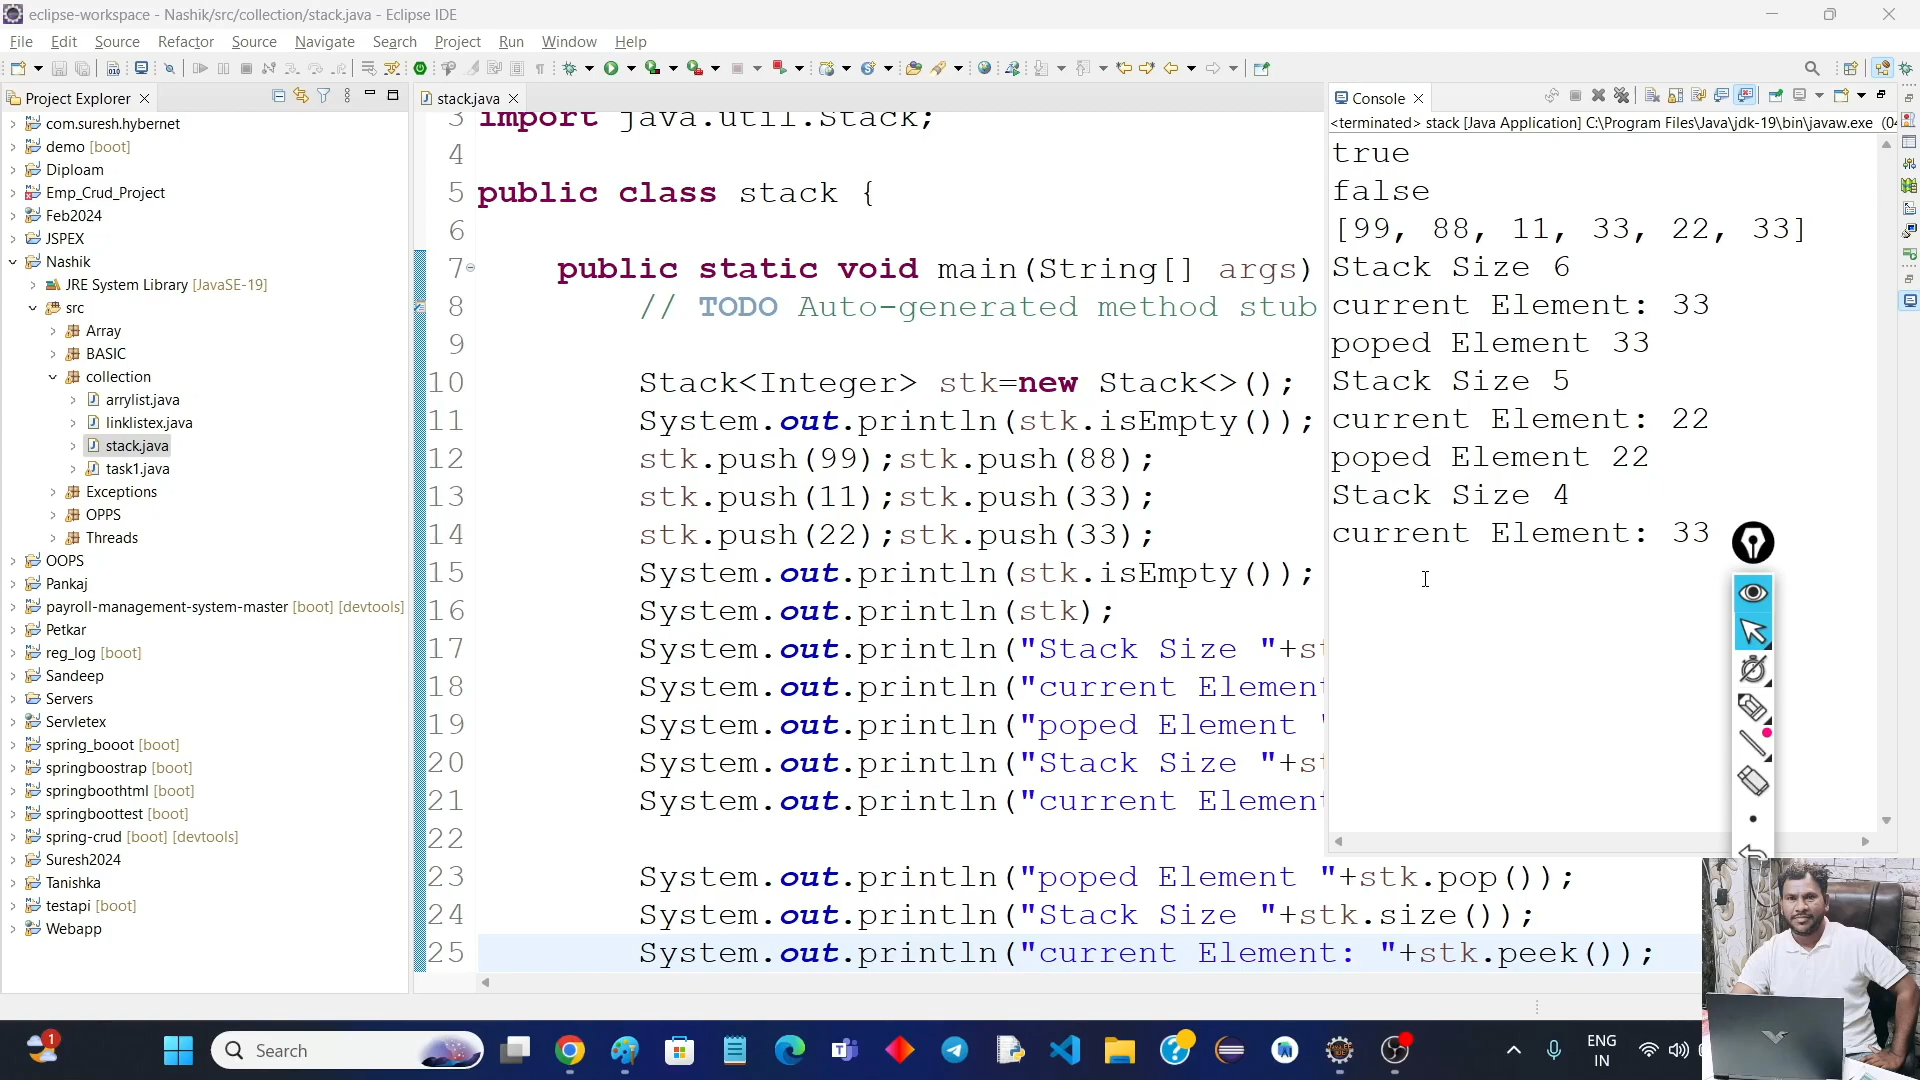 eclipse-workspace - Nashik/src/collection/stack.java - Eclipse IDE
File Edit Source Refactor Source Navigate Search Project Run Window Help
Project Explorer
com.suresh.hybernet
demo [boot]
Diploam
Emp_Crud_Project
Feb2024
JSPEX
Nashik
JRE System Library [JavaSE-19]
src
Array
BASIC
collection
arrylist.java
linklistex.java
stack.java
task1.java
Exceptions
OPPS
Threads
OOPS
Pankaj
payroll-management-system-master [boot] [devtools]
Petkar
reg_log [boot]
Sandeep
Servers
Servletex
spring_booot [boot]
springboostrap [boot]
springboothtml [boot]
springboottest [boot]
spring-crud [boot] [devtools]
Suresh2024
Tanishka
testapi [boot]
Webapp
stack.java
3 import java.util.Stack;
4
5 public class stack {
6
7 public static void main(String[] args)
8 // TODO Auto-generated method stub
9
10 Stack<Integer> stk=new Stack<>();
11 System.out.println(stk.isEmpty());
12 stk.push(99);stk.push(88);
13 stk.push(11);stk.push(33);
14 stk.push(22);stk.push(33);
15 System.out.println(stk.isEmpty());
16 System.out.println(stk);
17 System.out.println("Stack Size "+st
18 System.out.println("current Element
19 System.out.println("poped Element "
20 System.out.println("Stack Size "+st
21 System.out.println("current Element
22
23 System.out.println("poped Element "+stk.pop());
24 System.out.println("Stack Size "+stk.size());
25 System.out.println("current Element: "+stk.peek());
Console
<terminated> stack [Java Application] C:\Program Files\Java\jdk-19\bin\javaw.exe (04
true
false
[99, 88, 11, 33, 22, 33]
Stack Size 6
current Element: 33
poped Element 33
Stack Size 5
current Element: 22
poped Element 22
Stack Size 4
current Element: 33
1
Search
ENG
IN